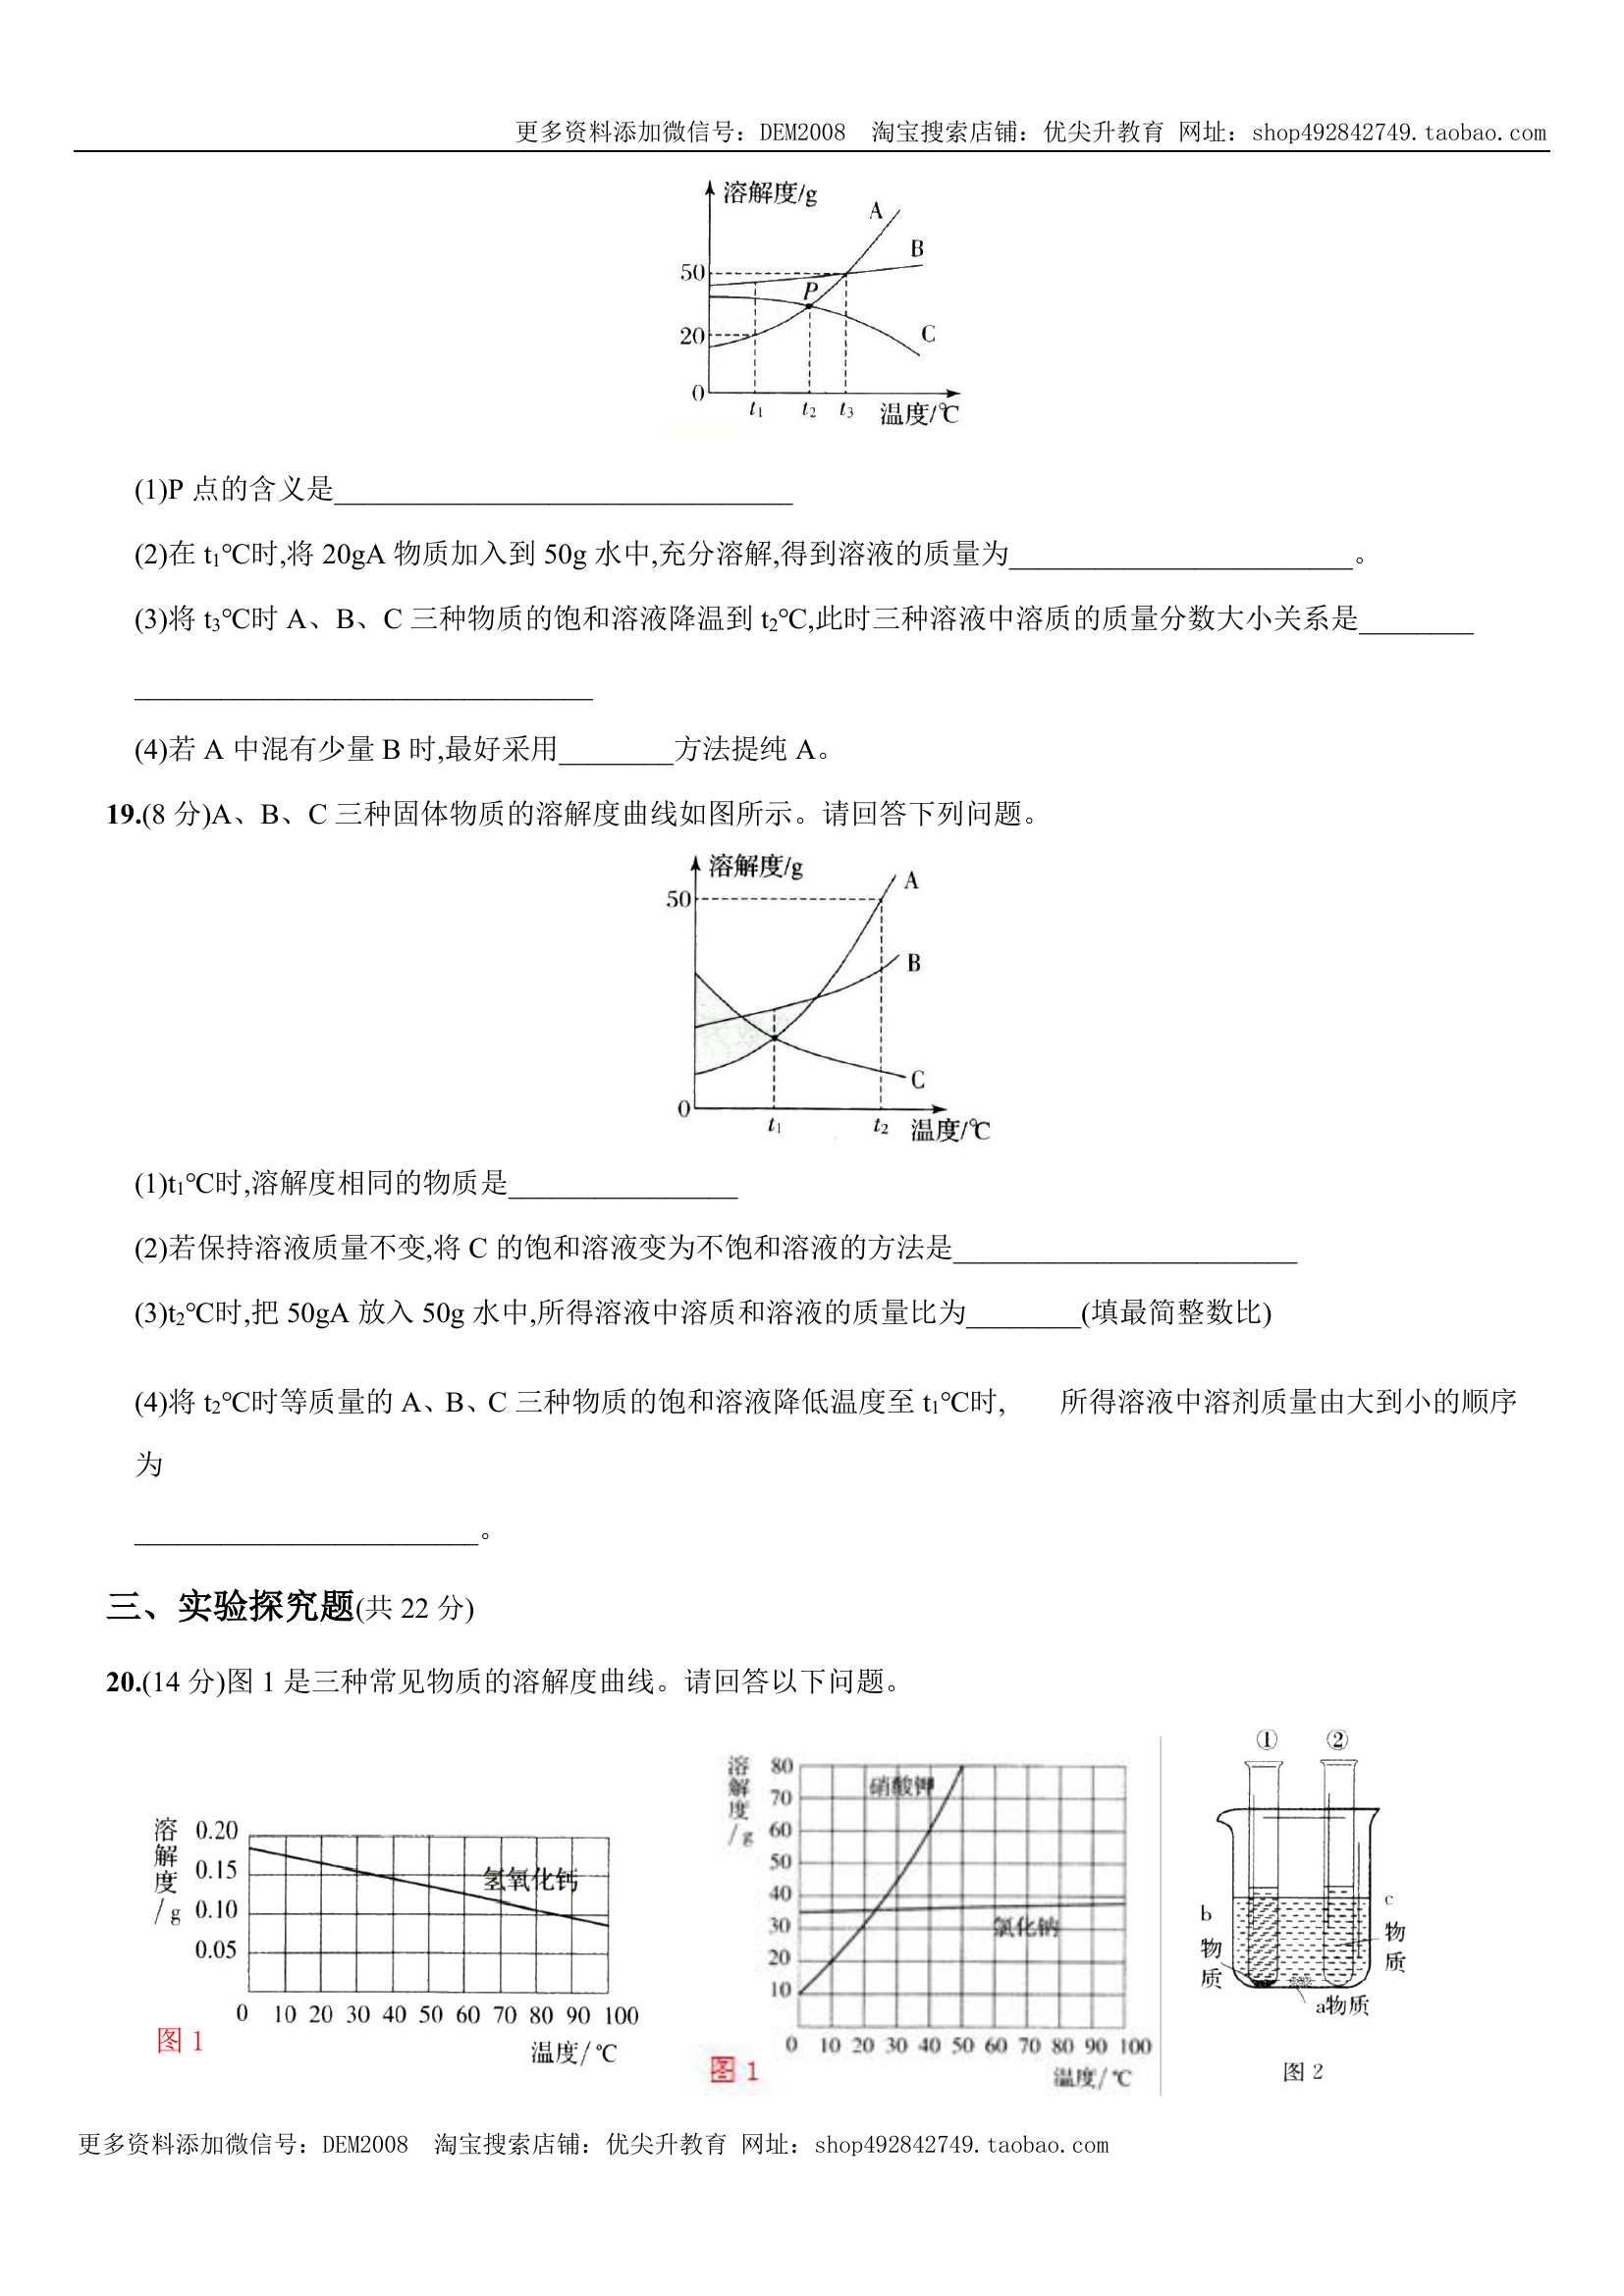 更多资料添加微信号：DEM2008 淘宝搜索店铺：优尖升教育 网址：shop492842749.taobao.com
溶解度/g
A
B
50
P
20
C
0
t1 t2 t3 温度/℃
(1)P 点的含义是________________________________
(2)在 t1℃时,将 20gA 物质加入到 50g 水中,充分溶解,得到溶液的质量为________________________。
(3)将 t3℃时 A、B、C 三种物质的饱和溶液降温到 t2℃,此时三种溶液中溶质的质量分数大小关系是________
________________________________
(4)若 A 中混有少量 B 时,最好采用________方法提纯 A。
19.(8 分)A、B、C 三种固体物质的溶解度曲线如图所示。请回答下列问题。
溶解度/g
A
50
B
C
0
t1 t2 温度/℃
(1)t1℃时,溶解度相同的物质是________________
(2)若保持溶液质量不变,将 C 的饱和溶液变为不饱和溶液的方法是________________________
(3)t2℃时,把 50gA 放入 50g 水中,所得溶液中溶质和溶液的质量比为________(填最简整数比)
(4)将 t2℃时等质量的 A、B、C 三种物质的饱和溶液降低温度至 t1℃时, 所得溶液中溶剂质量由大到小的顺序
为
________________________。
三、实验探究题(共 22 分)
20.(14 分)图 1 是三种常见物质的溶解度曲线。请回答以下问题。
溶解度/g
0.20
0.15
0.10
0.05
氢氧化钙
0 10 20 30 40 50 60 70 80 90 100
温度/℃
图 1
溶解度/g
80
70
60
50
40
30
20
10
硝酸钾
氯化钠
0 10 20 30 40 50 60 70 80 90 100
温度/℃
图 1
① ②
b物质
c物质
a物质
图 2
更多资料添加微信号：DEM2008 淘宝搜索店铺：优尖升教育 网址：shop492842749.taobao.com